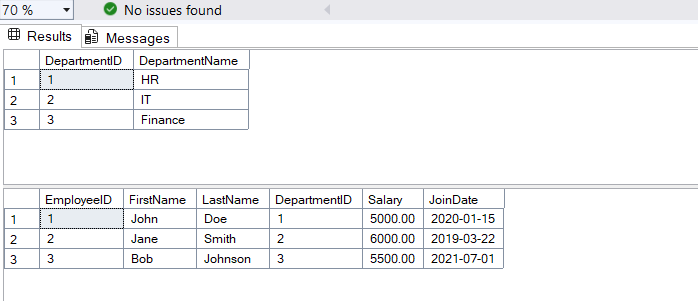 70 % No issues found
Results Messages
DepartmentID DepartmentName
1 1 HR
2 2 IT
3 3 Finance
EmployeeID FirstName LastName DepartmentID Salary JoinDate
1 1 John Doe 1 5000.00 2020-01-15
2 2 Jane Smith 2 6000.00 2019-03-22
3 3 Bob Johnson 3 5500.00 2021-07-01